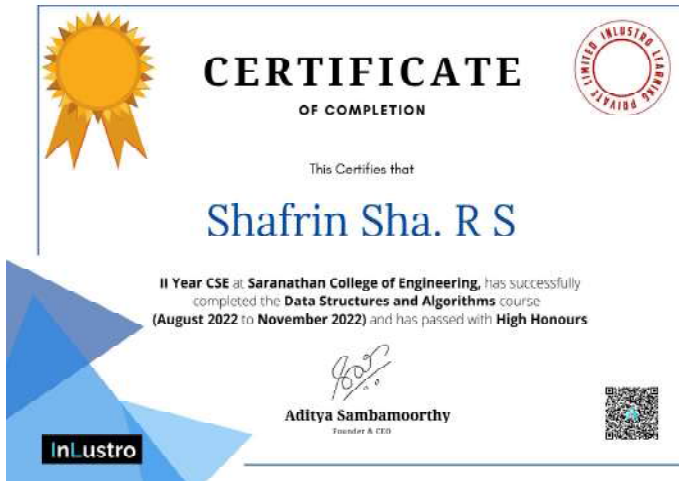 CERTIFICATE
INLUSTRO LEARNING PRIVATE LIMITED
OF COMPLETION
This Certifies that
Shafrin Sha. R S
II Year CSE at Saranathan College of Engineering, has successfully
completed the Data Structures and Algorithms course
(August 2022 to November 2022) and has passed with High Honours
Aditya Sambamoorthy
Founder & CEO
InLustro